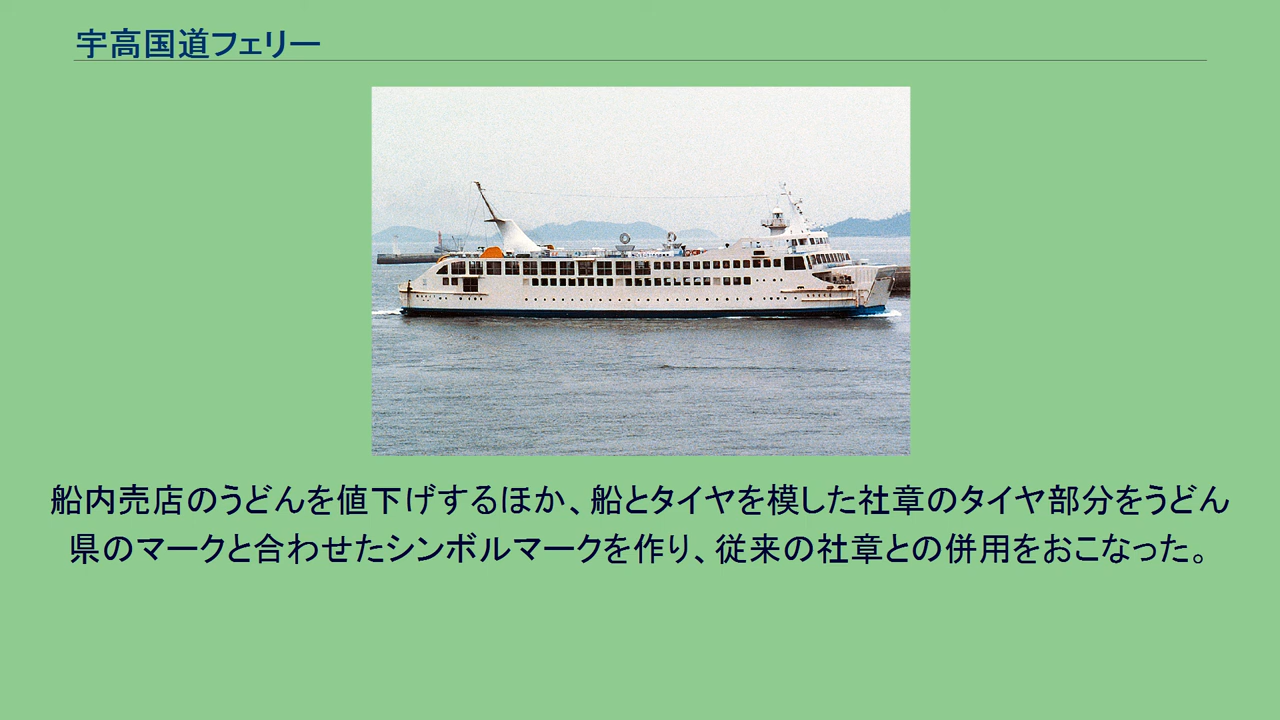 宇高国道フェリー
船内売店のうどんを値下げするほか、船とタイヤを模した社章のタイヤ部分をうどん
県のマークと合わせたシンボルマークを作り、従来の社章との併用をおこなった。